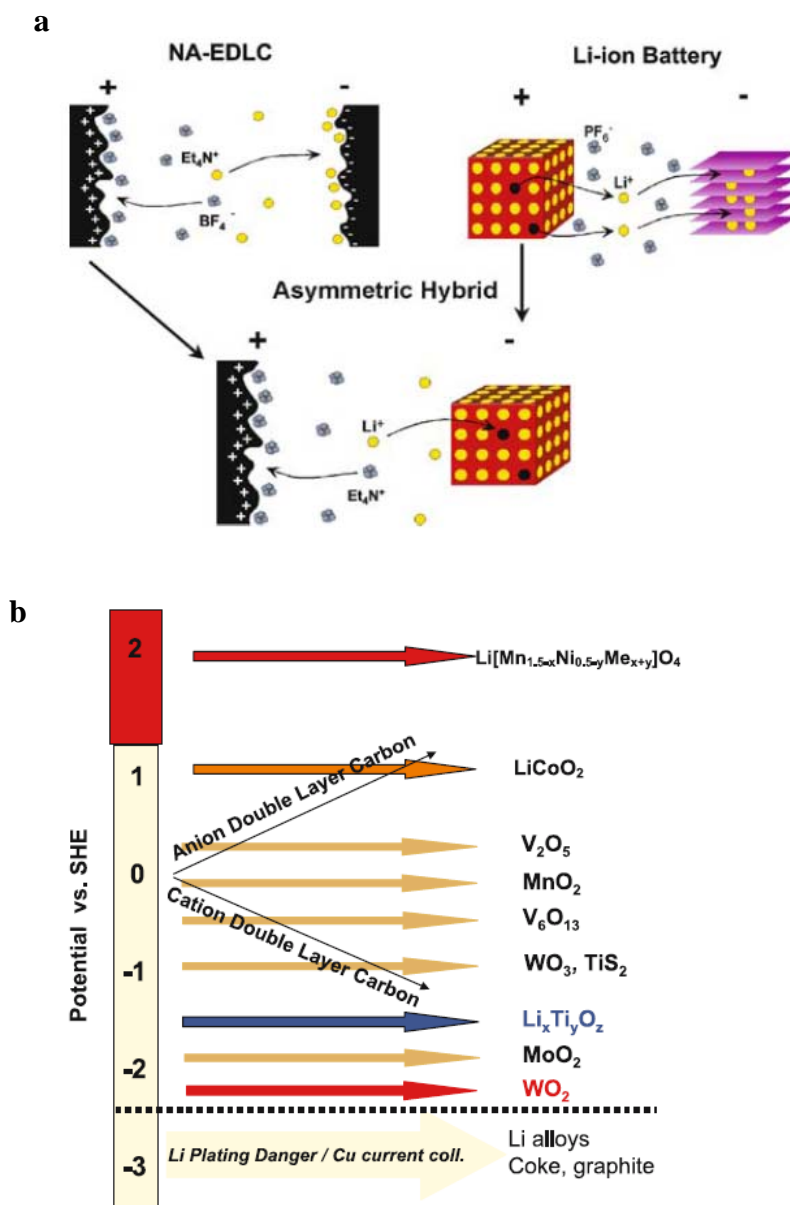 a
NA-EDLC
Li-ion Battery
+
-
+
-
Et₄N⁺
BF₄⁻
PF₆⁻
Li⁺
Asymmetric Hybrid
+
-
Li⁺
Et₄N⁺
b
Potential vs. SHE
2
Li[Mn₁.₅₌ₓNi₀.₅₌ᵧMeₓ₊ᵧ]O₄
1
LiCoO₂
Anion Double Layer Carbon
V₂O₅
0
MnO₂
Cation Double Layer Carbon
V₆O₁₃
-1
WO₃, TiS₂
LiₓTiᵧO_z
-2
MoO₂
WO₂
-3
Li Plating Danger / Cu current coll.
Li alloys
Coke, graphite